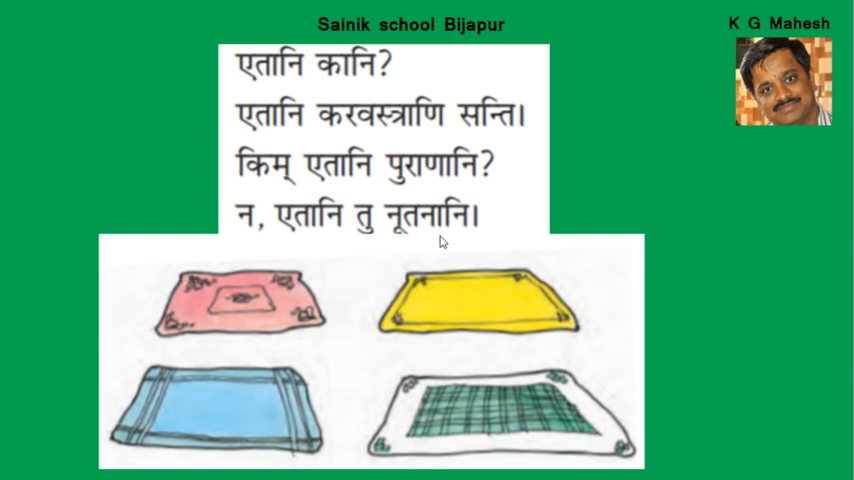 Sainik school Bijapur
K G Mahesh
एतानि कानि?
एतानि करवस्त्राणि सन्ति।
किम् एतानि पुराणानि?
न, एतानि तु नूतनानि।